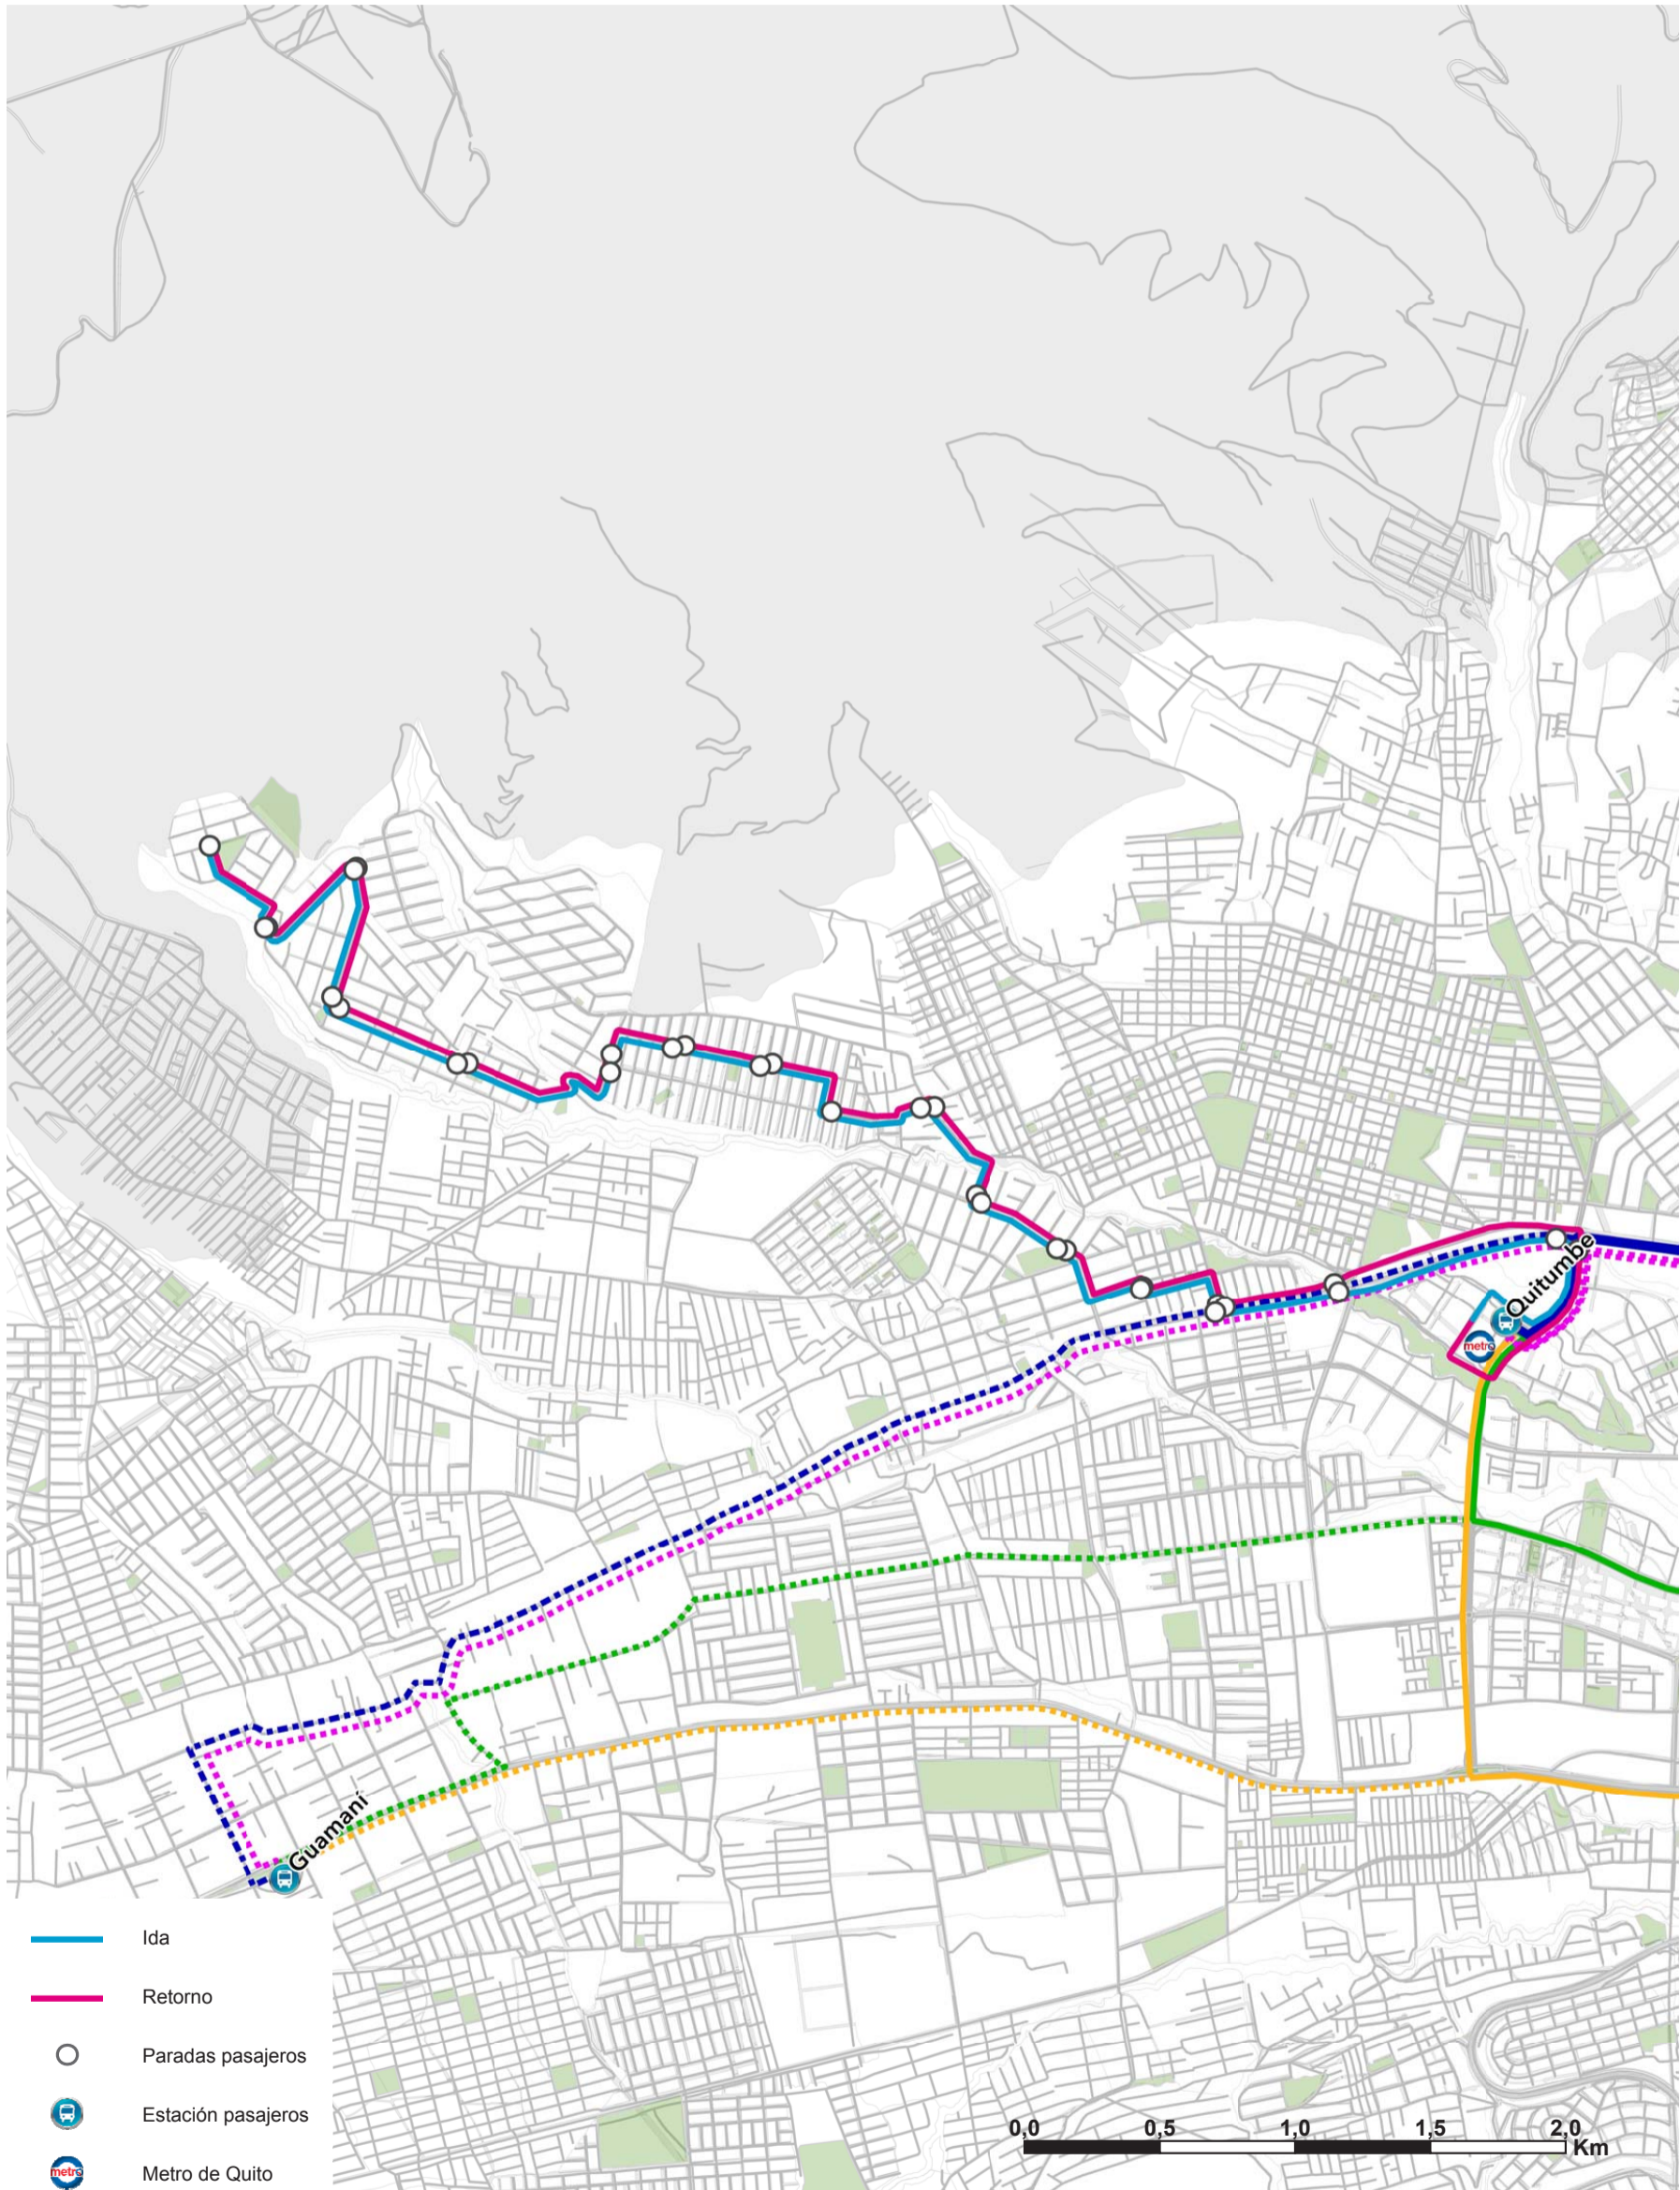 Quitumbe
metro
Guamaní
Ida
Retorno
Paradas pasajeros
Estación pasajeros
metro
Metro de Quito
0,0 0,5 1,0 1,5 2,0
Km